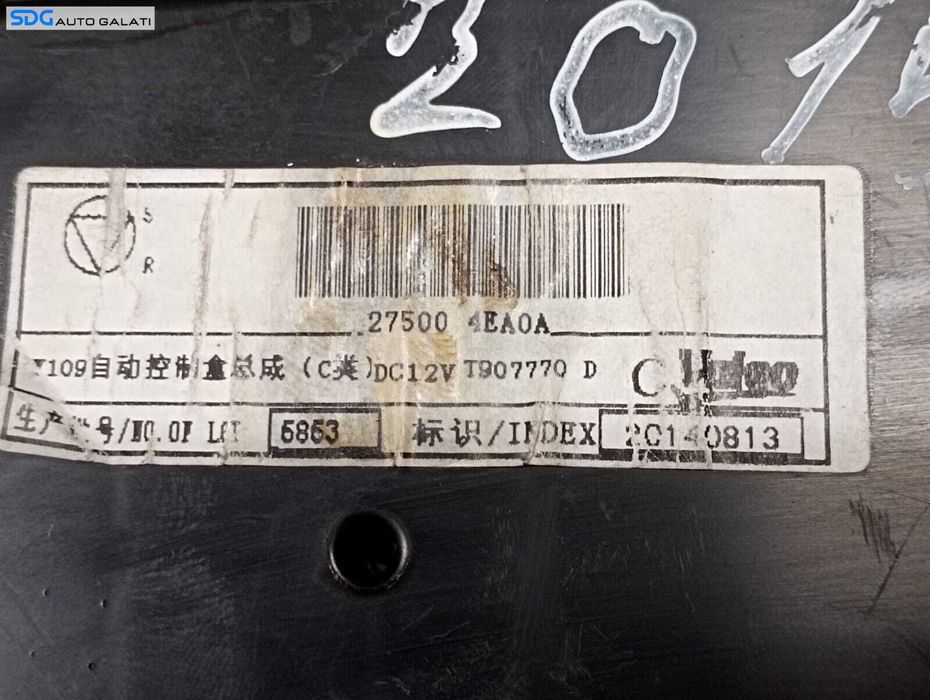 SDG AUTO GALATI
201
S
R
27500 4EA0A
109自动控制盒总成 (C类) DC12V T907770 D
生产批号/NO.OF LOT 5853 标识/INDEX 20140813